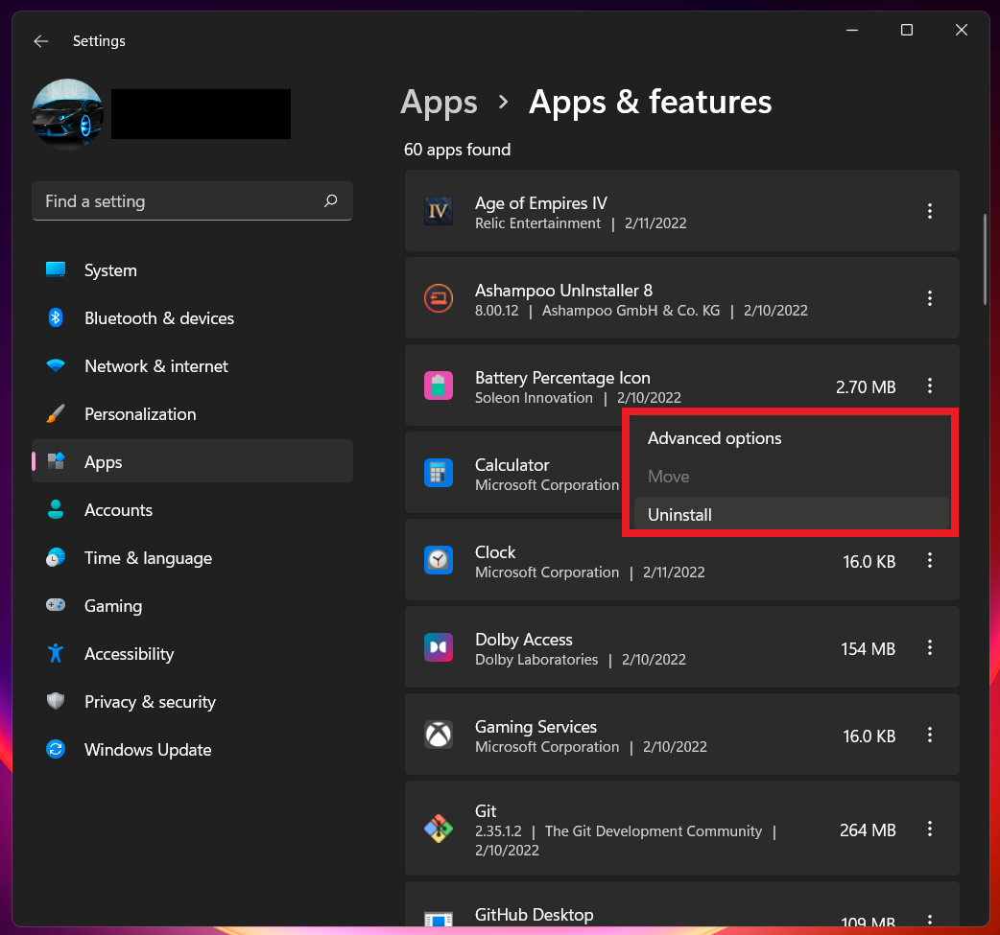 Settings
Apps > Apps & features
60 apps found
Find a setting
System
Bluetooth & devices
Network & internet
Personalization
Apps
Accounts
Time & language
Gaming
Accessibility
Privacy & security
Windows Update
IV
Age of Empires IV
Relic Entertainment | 2/11/2022
Ashampoo UnInstaller 8
8.00.12 | Ashampoo GmbH & Co. KG | 2/10/2022
Battery Percentage Icon
Soleon Innovation | 2/10/2022
2.70 MB
Advanced options
Move
Uninstall
Calculator
Microsoft Corporation
Clock
Microsoft Corporation | 2/11/2022
16.0 KB
Dolby Access
Dolby Laboratories | 2/10/2022
154 MB
Gaming Services
Microsoft Corporation | 2/10/2022
16.0 KB
Git
2.35.1.2 | The Git Development Community |
2/10/2022
264 MB
GitHub Desktop
109 MB